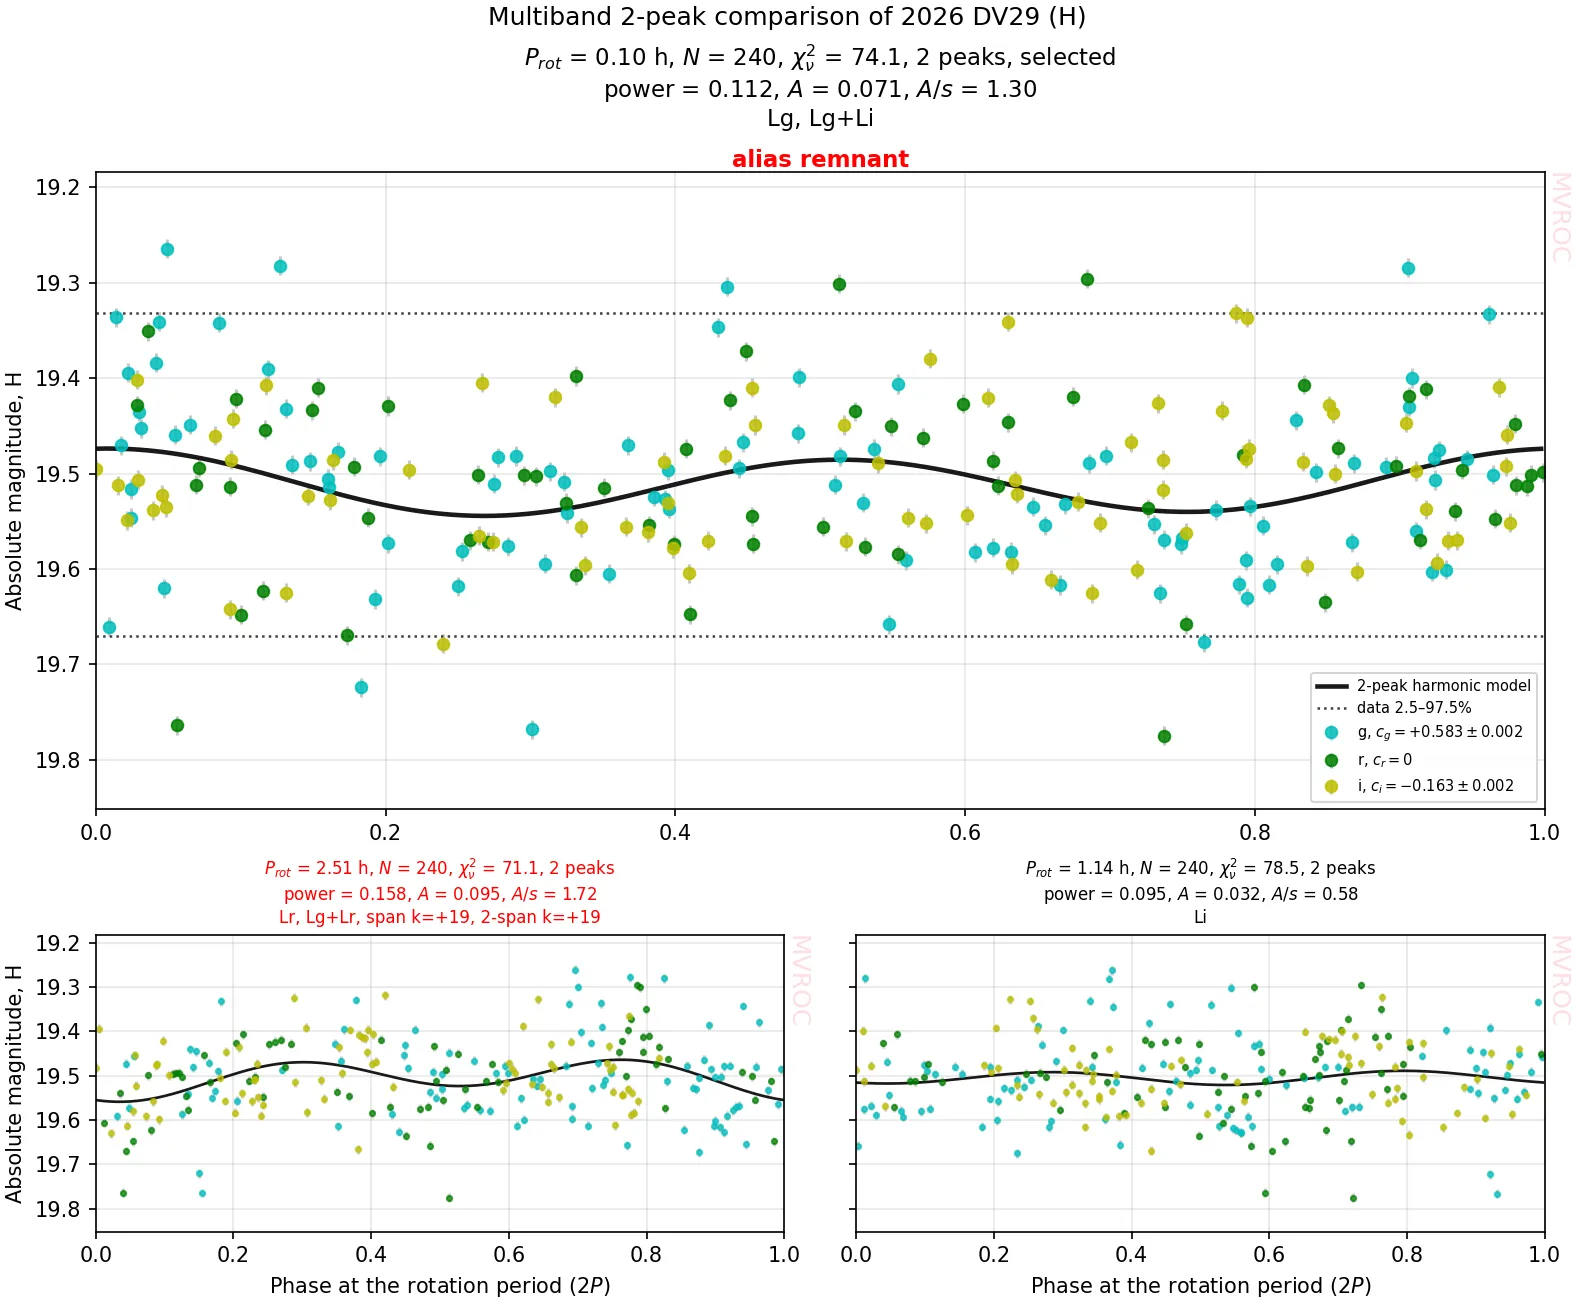 Multiband 2-peak comparison of 2026 DV29 (H)
P_rot = 0.10 h, N = 240, χ²_ν = 74.1, 2 peaks, selected
power = 0.112, A = 0.071, A/s = 1.30
Lg, Lg+Li
alias remnant
MVROC
Absolute magnitude, H
19.2
19.3
19.4
19.5
19.6
19.7
19.8
2-peak harmonic model
data 2.5–97.5%
g, c_g = +0.583 ± 0.002
r, c_r = 0
i, c_i = −0.163 ± 0.002
0.0 0.2 0.4 0.6 0.8 1.0
P_rot = 2.51 h, N = 240, χ²_ν = 71.1, 2 peaks
power = 0.158, A = 0.095, A/s = 1.72
Lr, Lg+Lr, span k=+19, 2-span k=+19
MVROC
Absolute magnitude, H
19.2
19.3
19.4
19.5
19.6
19.7
19.8
0.0 0.2 0.4 0.6 0.8 1.0
Phase at the rotation period (2P)
P_rot = 1.14 h, N = 240, χ²_ν = 78.5, 2 peaks
power = 0.095, A = 0.032, A/s = 0.58
Li
MVROC
0.0 0.2 0.4 0.6 0.8 1.0
Phase at the rotation period (2P)